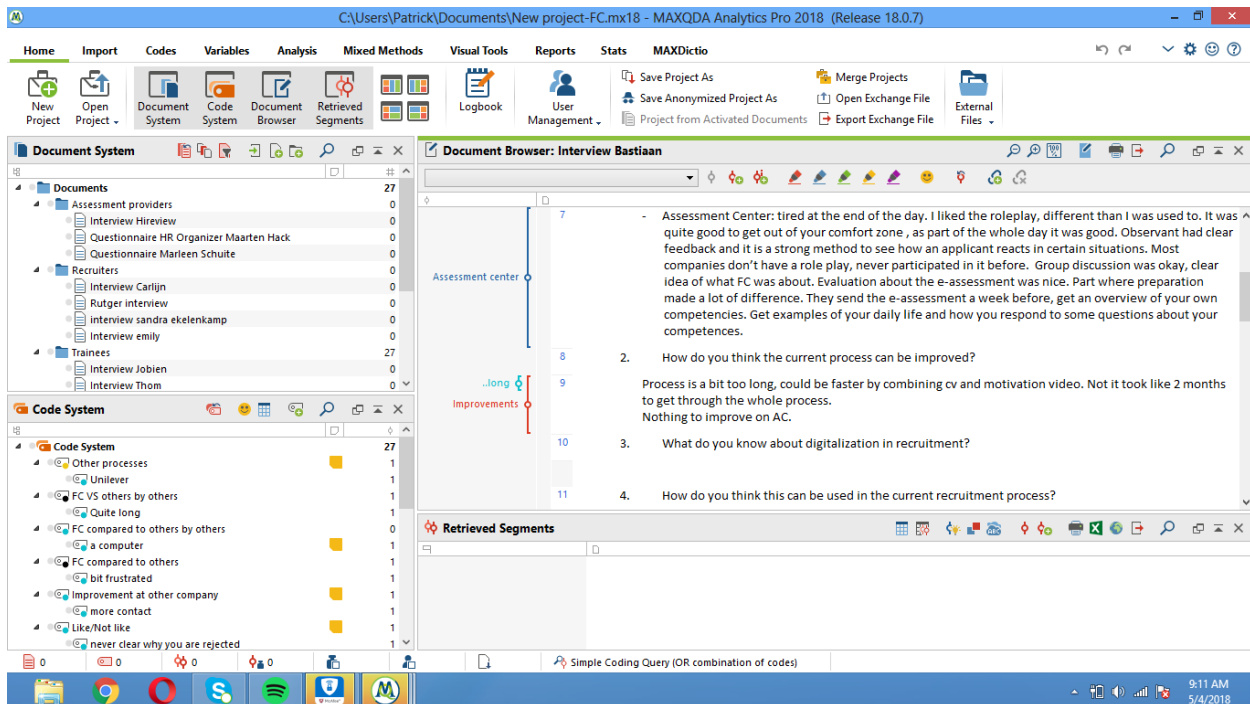 C:\Users\Patrick\Documents\New project-FC.mx18 - MAXQDA Analytics Pro 2018 (Release 18.0.7)
Home Import Codes Variables Analysis Mixed Methods Visual Tools Reports Stats MAXDictio
New Project
Open Project
Document System
Code System
Document Browser
Retrieved Segments
Logbook
User Management
Save Project As
Save Anonymized Project As
Project from Activated Documents
Merge Projects
Open Exchange File
Export Exchange File
External Files
Document System
#
Documents 27
Assessment providers 0
Interview Hireview 0
Questionnaire HR Organizer Maarten Hack 0
Questionnaire Marleen Schuite 0
Recruiters 0
Interview Carlijn 0
Rutger interview 0
interview sandra ekelenkamp 0
Interview emily 0
Trainees 27
Interview Jobien 0
Interview Thom 0
Code System
Code System 27
Other processes 1
Unilever 1
FC VS others by others 1
Quite long 1
FC compared to others by others 0
a computer 1
FC compared to others 1
bit frustrated 1
Improvement at other company 1
more contact 1
Like/Not like 1
never clear why you are rejected 1
Document Browser: Interview Bastiaan
Assessment center
7 - Assessment Center: tired at the end of the day. I liked the roleplay, different than I was used to. It was
quite good to get out of your comfort zone , as part of the whole day it was good. Observant had clear
feedback and it is a strong method to see how an applicant reacts in certain situations. Most
companies don't have a role play, never participated in it before. Group discussion was okay, clear
idea of what FC was about. Evaluation about the e-assessment was nice. Part where preparation
made a lot of difference. They send the e-assessment a week before, get an overview of your own
competencies. Get examples of your daily life and how you respond to some questions about your
competences.
8 2. How do you think the current process can be improved?
..long
Improvements
9 Process is a bit too long, could be faster by combining cv and motivation video. Not it took like 2 months
to get through the whole process.
Nothing to improve on AC.
10 3. What do you know about digitalization in recruitment?
11 4. How do you think this can be used in the current recruitment process?
Retrieved Segments
0 0 0 0 Simple Coding Query (OR combination of codes)
9:11 AM
5/4/2018